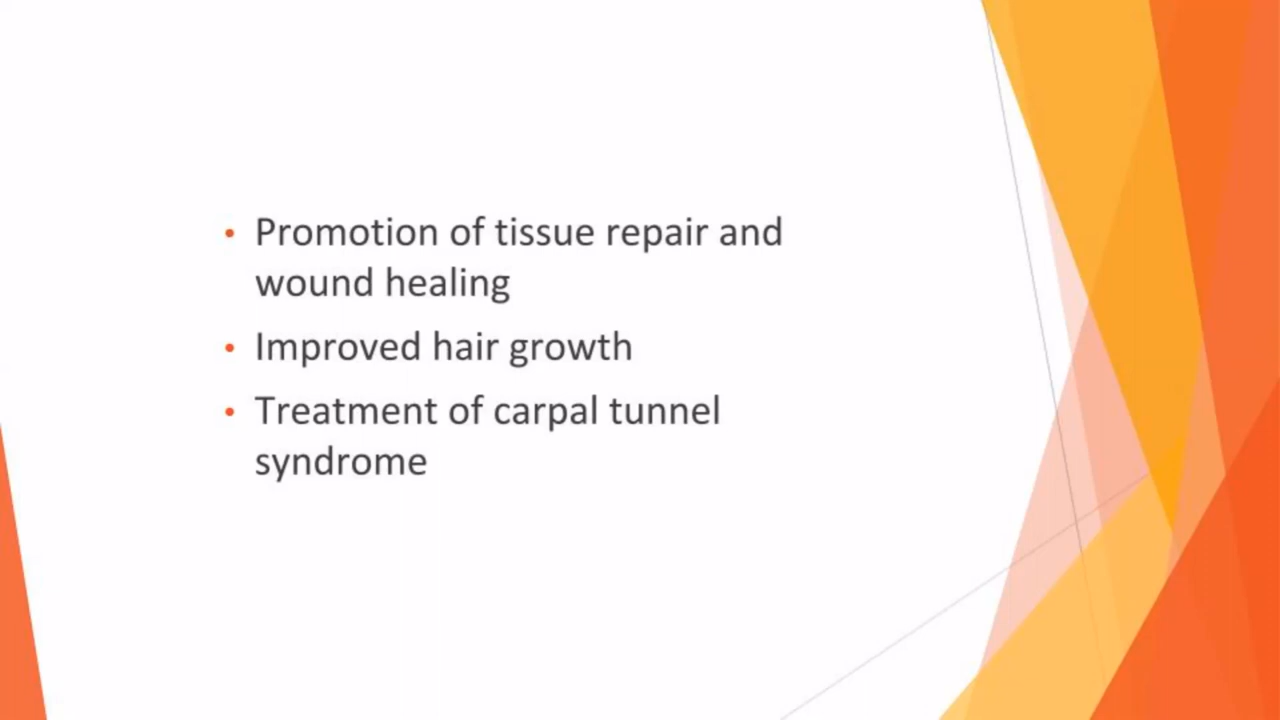 • Promotion of tissue repair and
wound healing
• Improved hair growth
• Treatment of carpal tunnel
syndrome